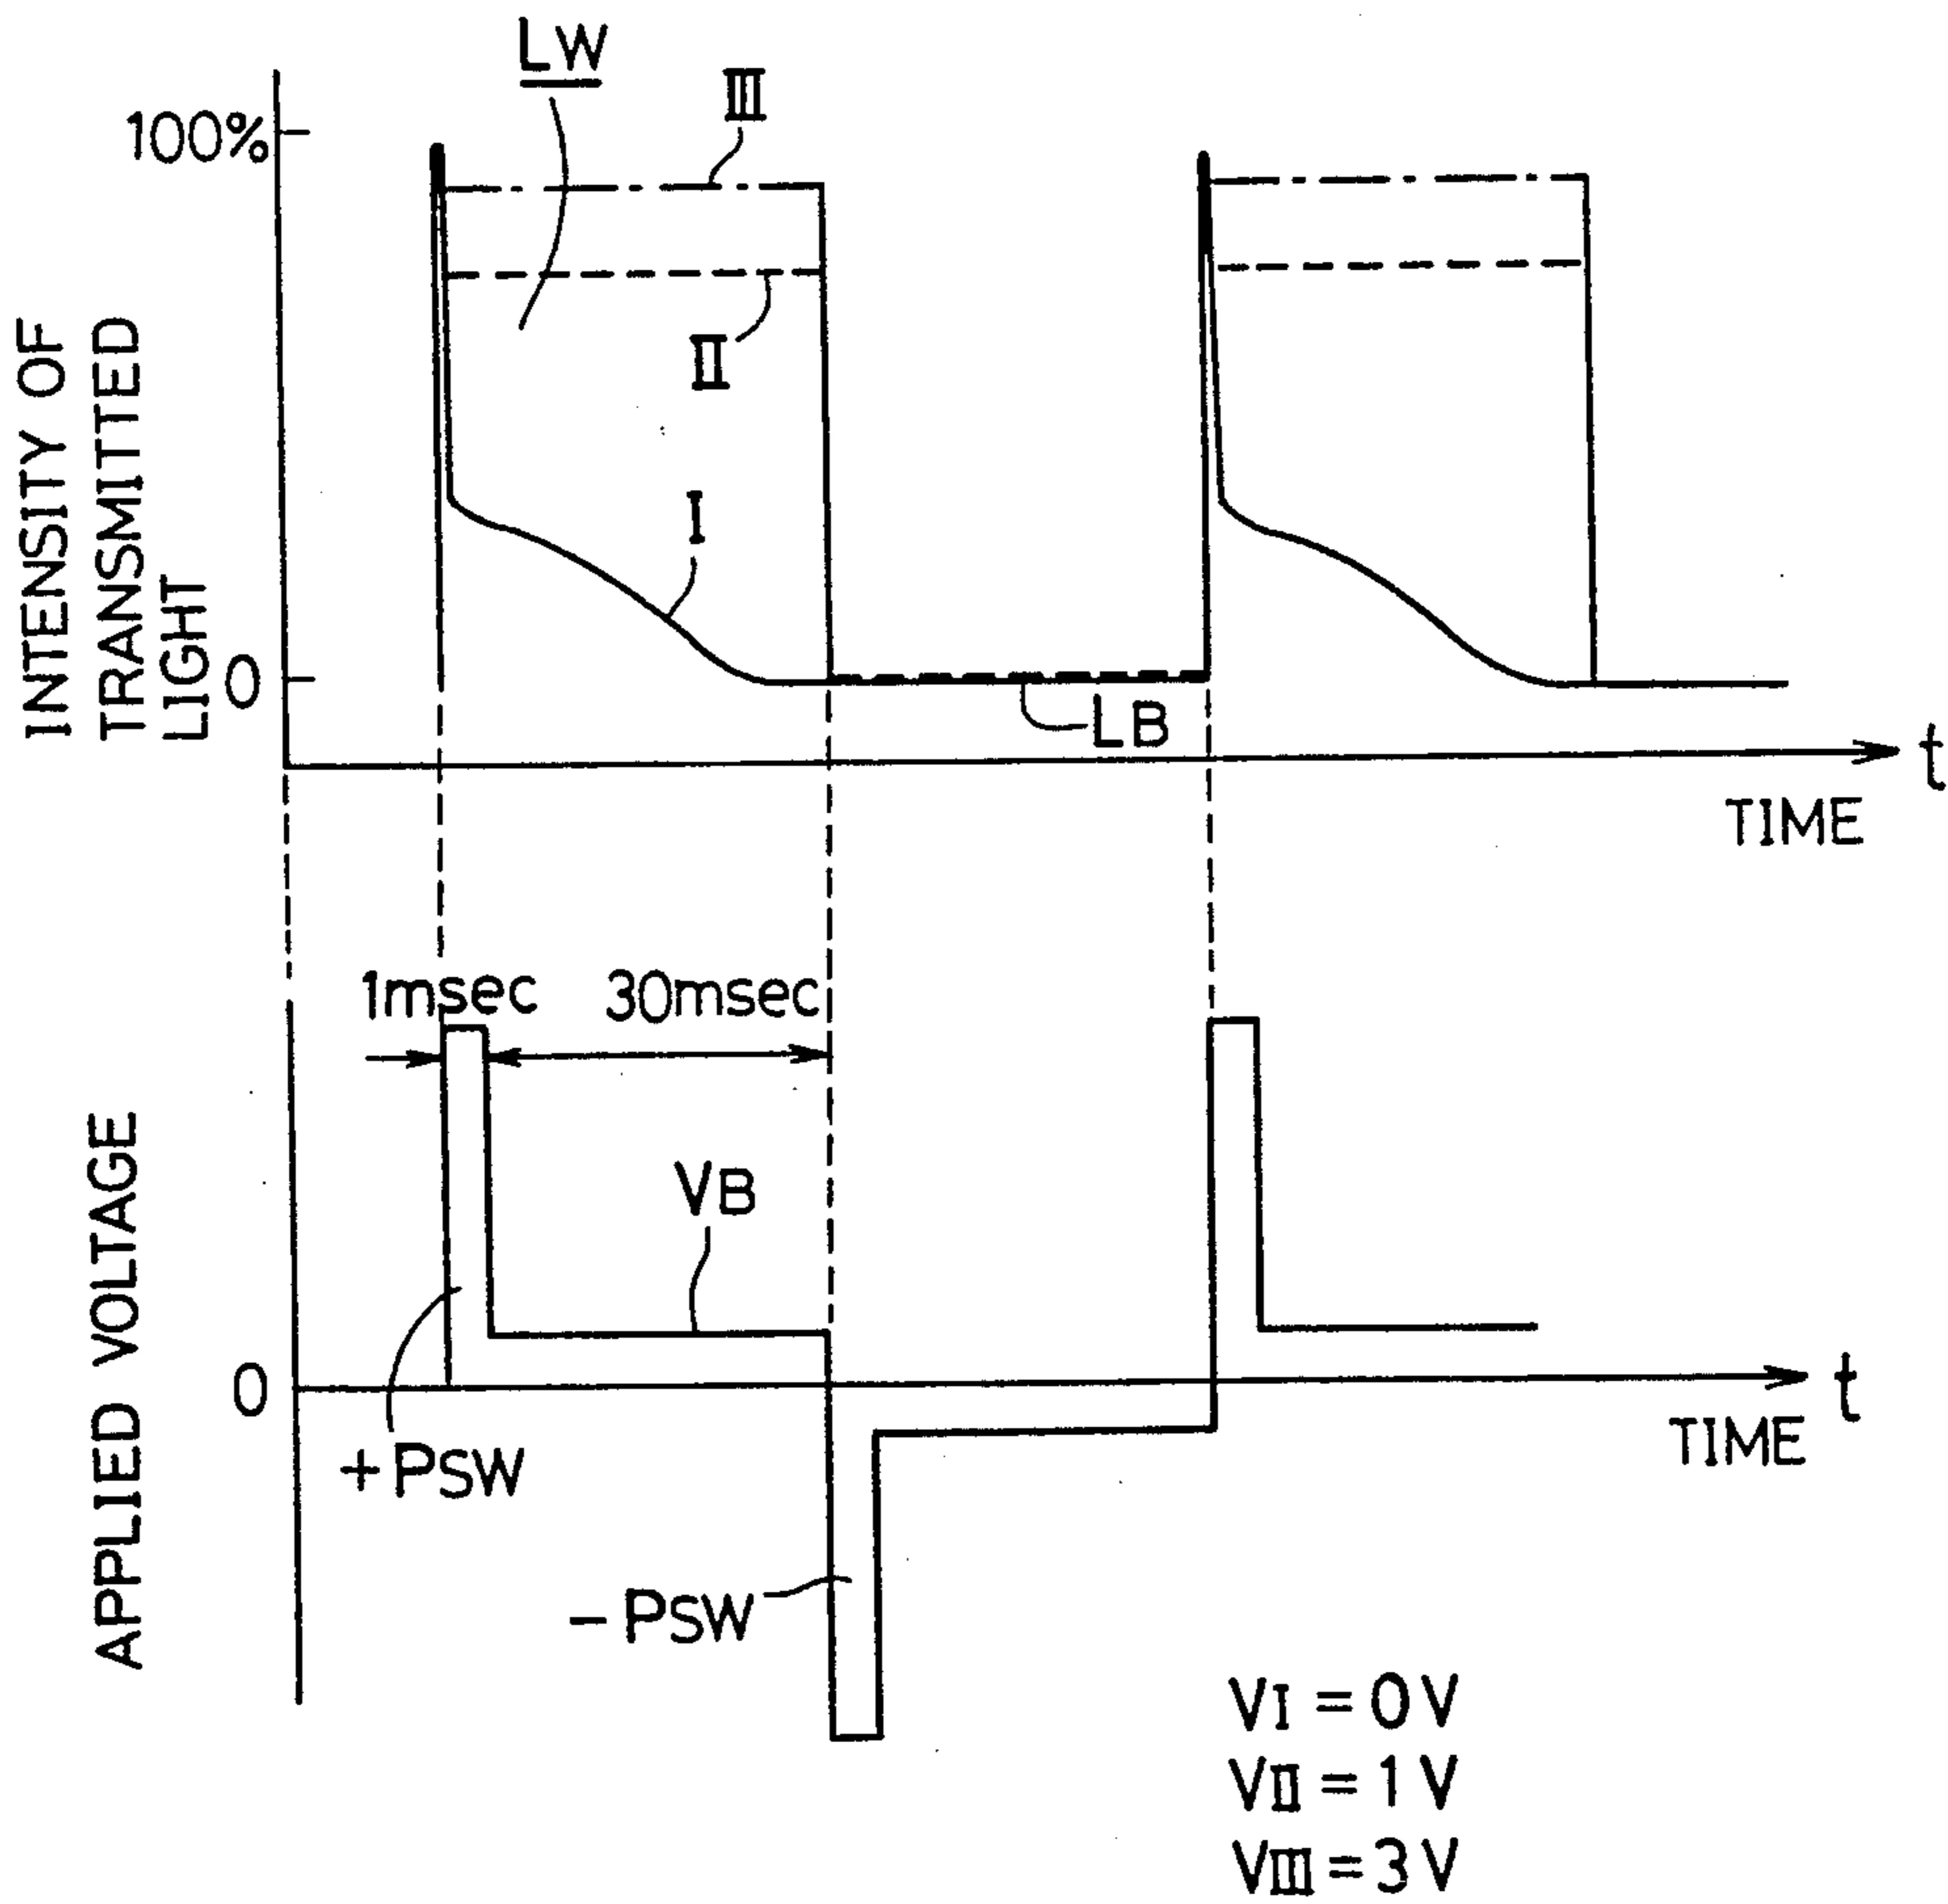 LW
III
100%
INTENSITY OF
TRANSMITTED
LIGHT
II
I
0
LB
t
TIME
1msec
30msec
APPLIED VOLTAGE
VB
0
t
TIME
+PSW
-PSW
VI = 0V
VII = 1V
VIII = 3V